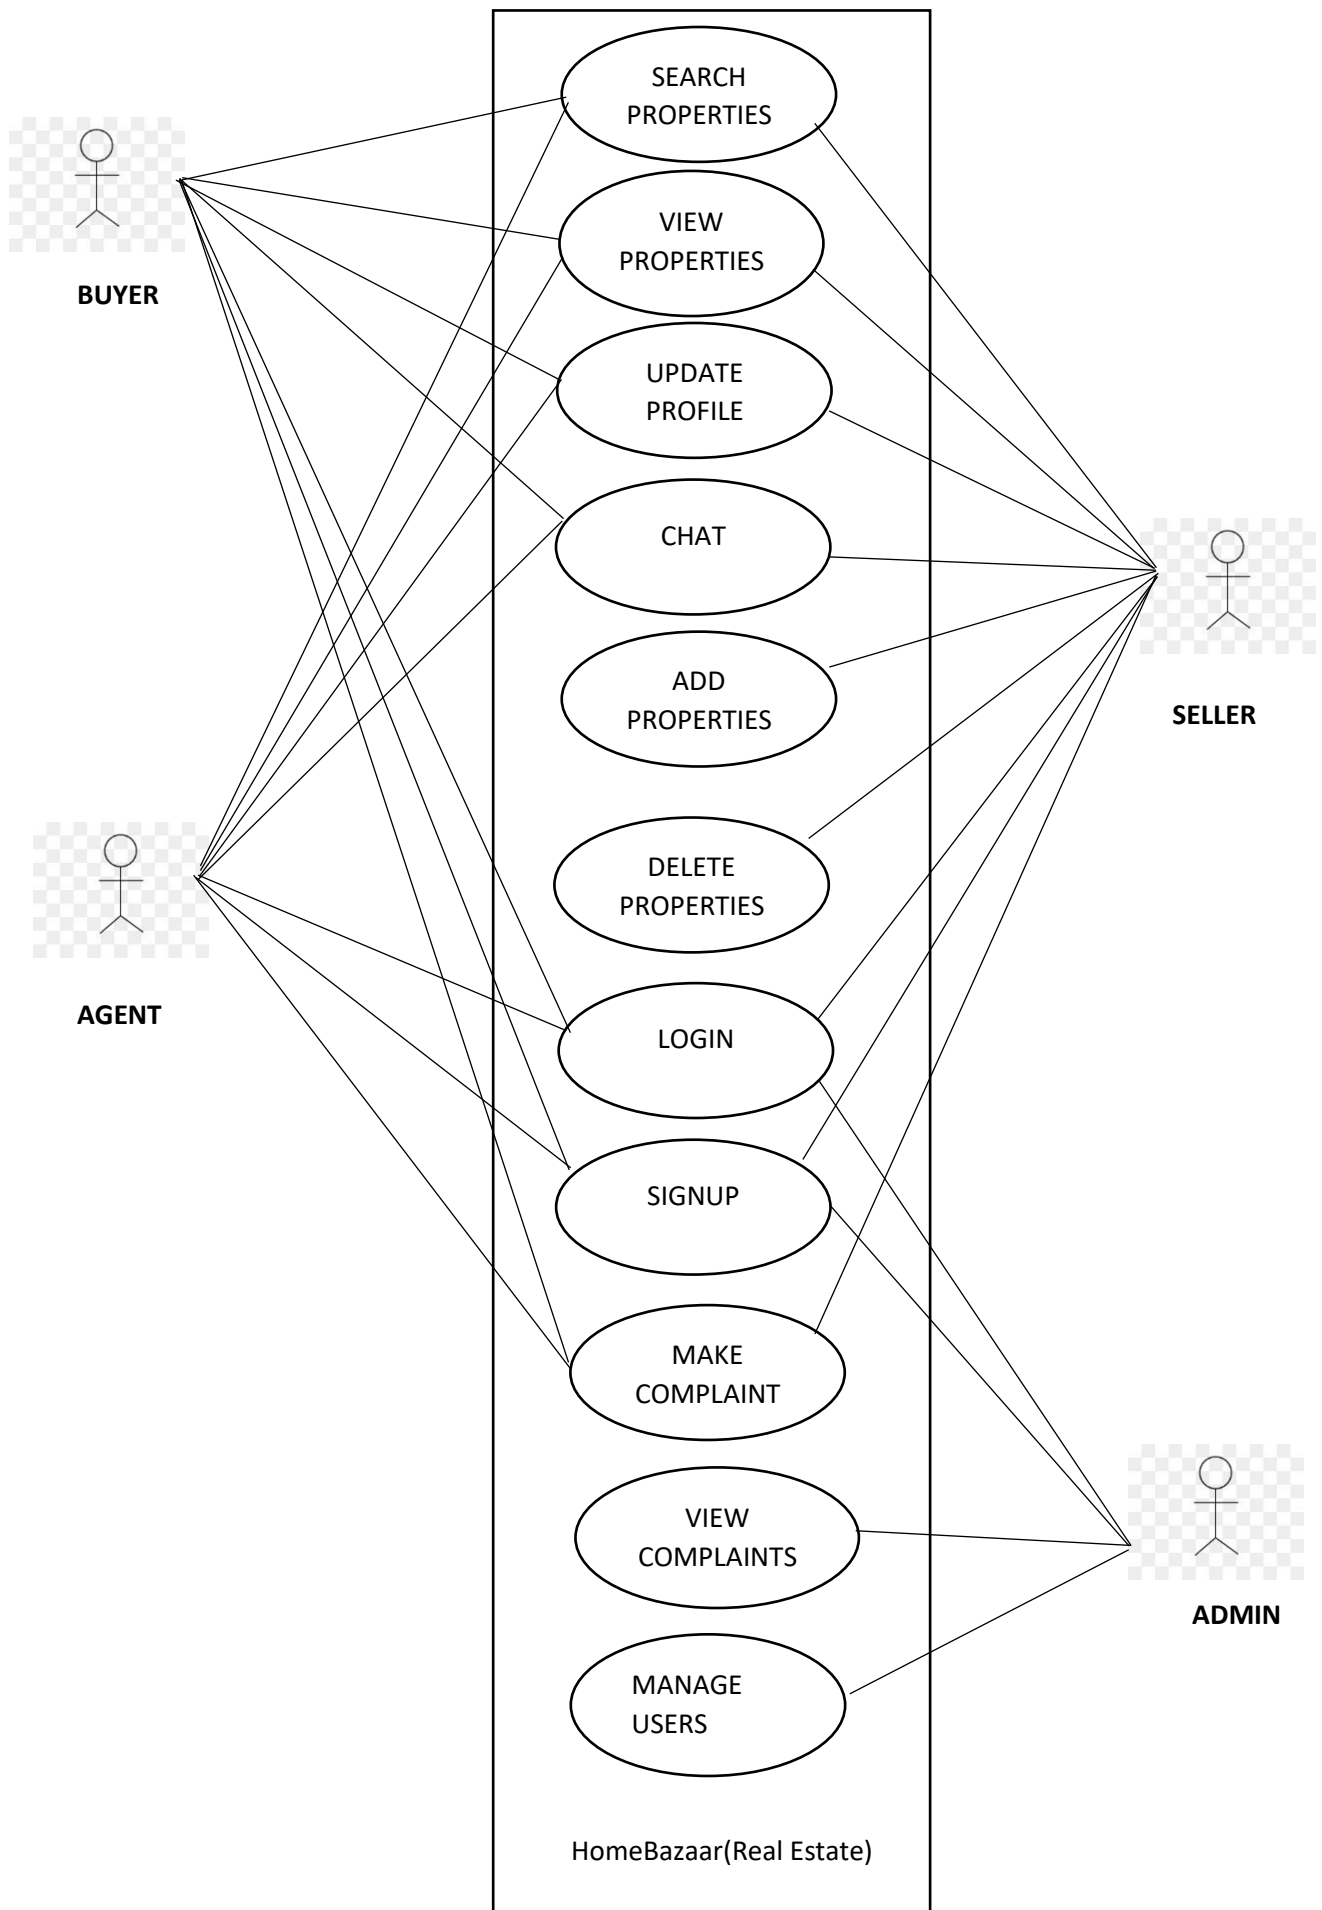 SEARCH
PROPERTIES
VIEW
PROPERTIES
BUYER
UPDATE
PROFILE
CHAT
ADD
PROPERTIES
SELLER
DELETE
PROPERTIES
AGENT
LOGIN
SIGNUP
MAKE
COMPLAINT
VIEW
COMPLAINTS
ADMIN
MANAGE
USERS
HomeBazaar(Real Estate)